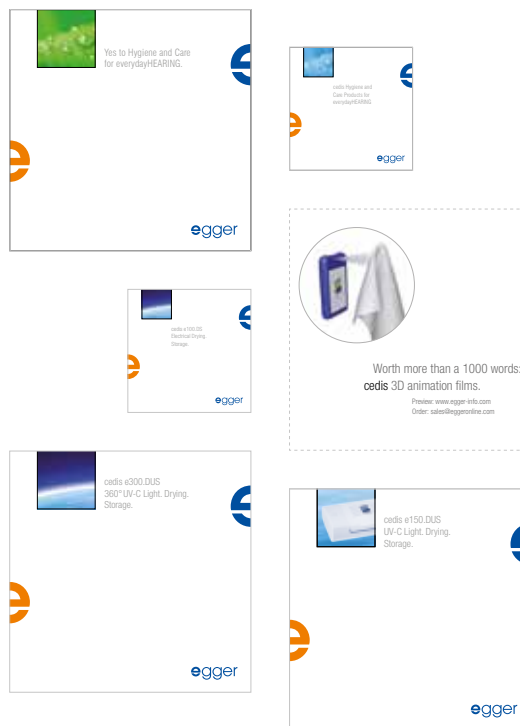 Yes to Hygiene and Care
for everydayHEARING.
egger
cedis Hygiene and
Care Products for
everydayHEARING.
egger
cedis e100.DS
Electrical Drying
Storage.
egger
Worth more than a 1000 words:
cedis 3D animation films.
Preview: www.egger-info.com
Order: sales@eggeronline.com
cedis e300.DUS
360° UV-C Light. Drying.
Storage.
egger
cedis e150.DUS
UV-C Light. Drying.
Storage.
egger